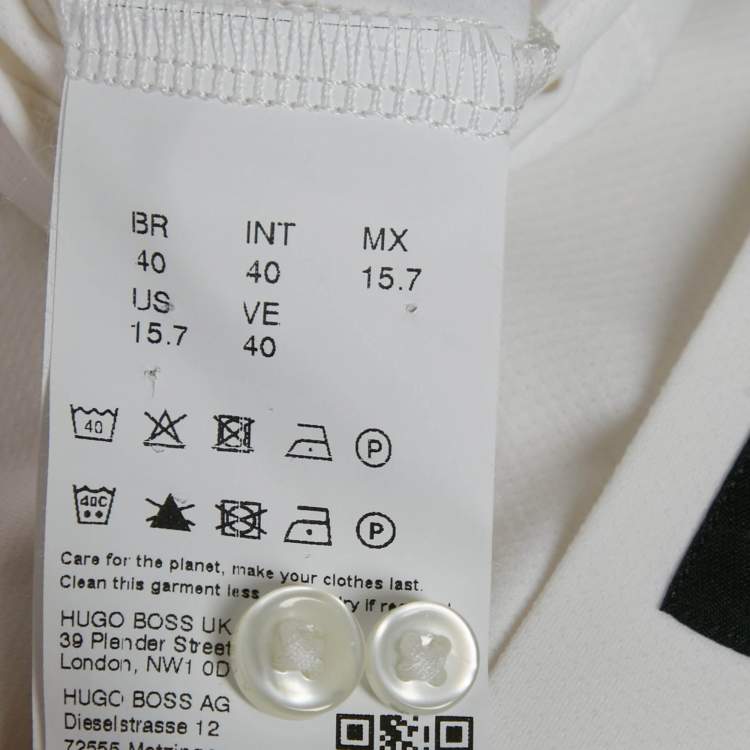 BR INT MX
40 40 15.7
US VE
15.7 40
40 P
40C P
Care for the planet, make your clothes last.
Clean this garment less if
HUGO BOSS UK
39 Plender Street
London, NW1 0D
HUGO BOSS AG
Dieselstrasse 12
72555